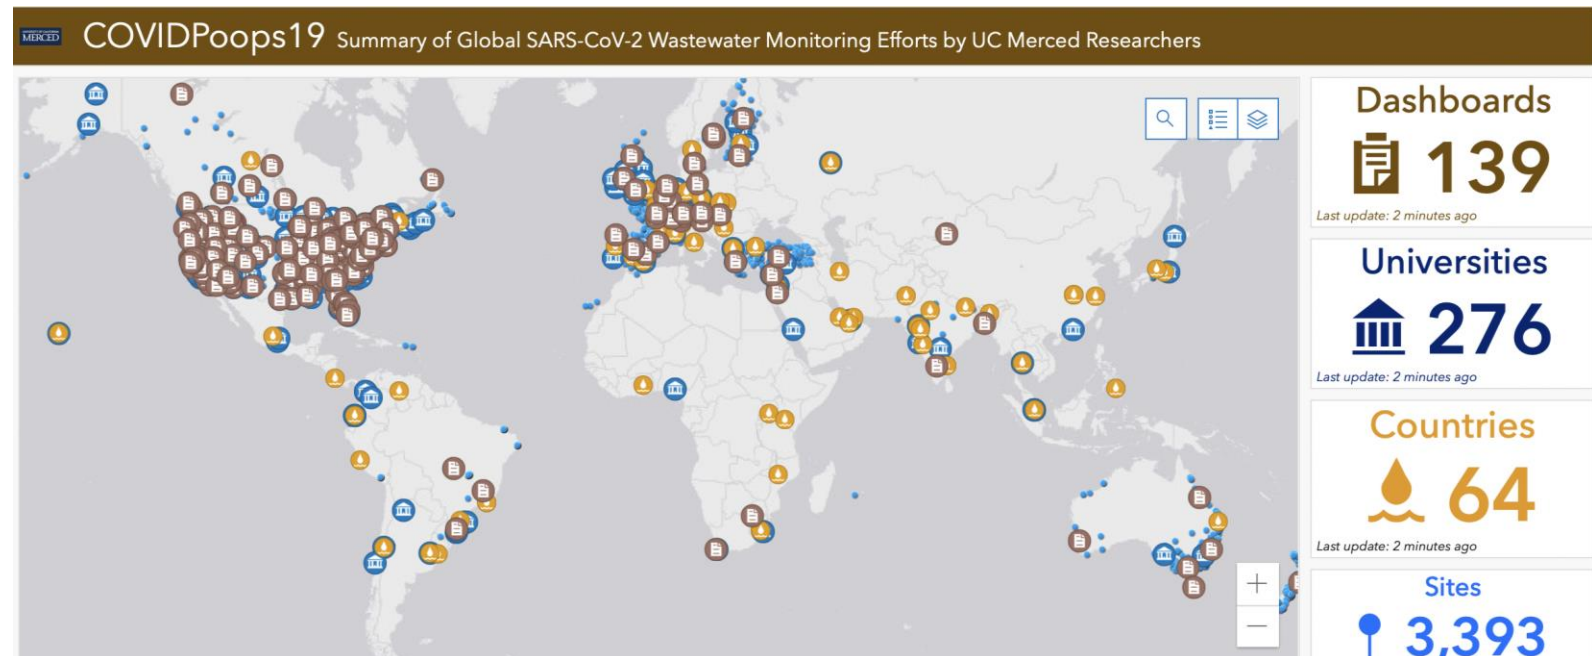 MERCED
COVIDPoops19 Summary of Global SARS-CoV-2 Wastewater Monitoring Efforts by UC Merced Researchers
Dashboards
139
Last update: 2 minutes ago
Universities
276
Last update: 2 minutes ago
Countries
64
Last update: 2 minutes ago
Sites
3,393